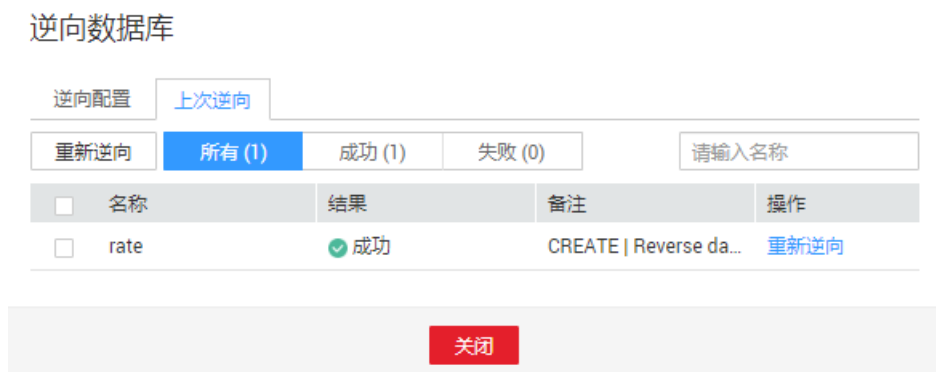 逆向数据库
逆向配置 上次逆向
重新逆向 所有 (1) 成功 (1) 失败 (0) 请输入名称
名称 结果 备注 操作
rate 成功 CREATE | Reverse da... 重新逆向
关闭